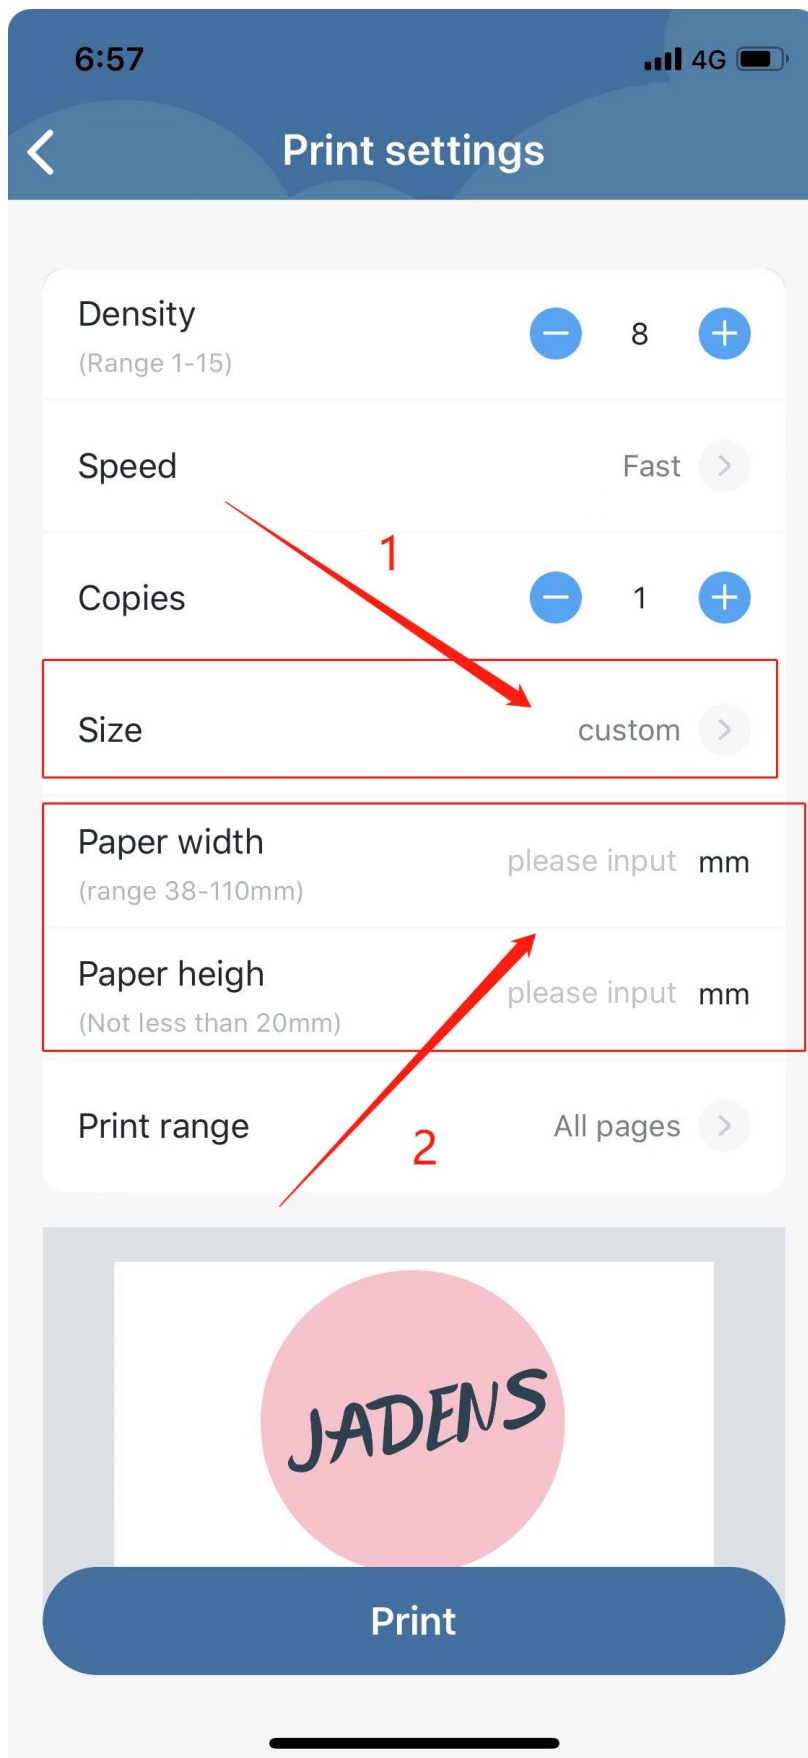 6:57
4G
Print settings
Density
8
(Range 1-15)
Speed
Fast
1
Copies
1
Size
custom
Paper width
please input mm
(range 38-110mm)
Paper heigh
please input mm
(Not less than 20mm)
Print range
All pages
2
JADENS
Print